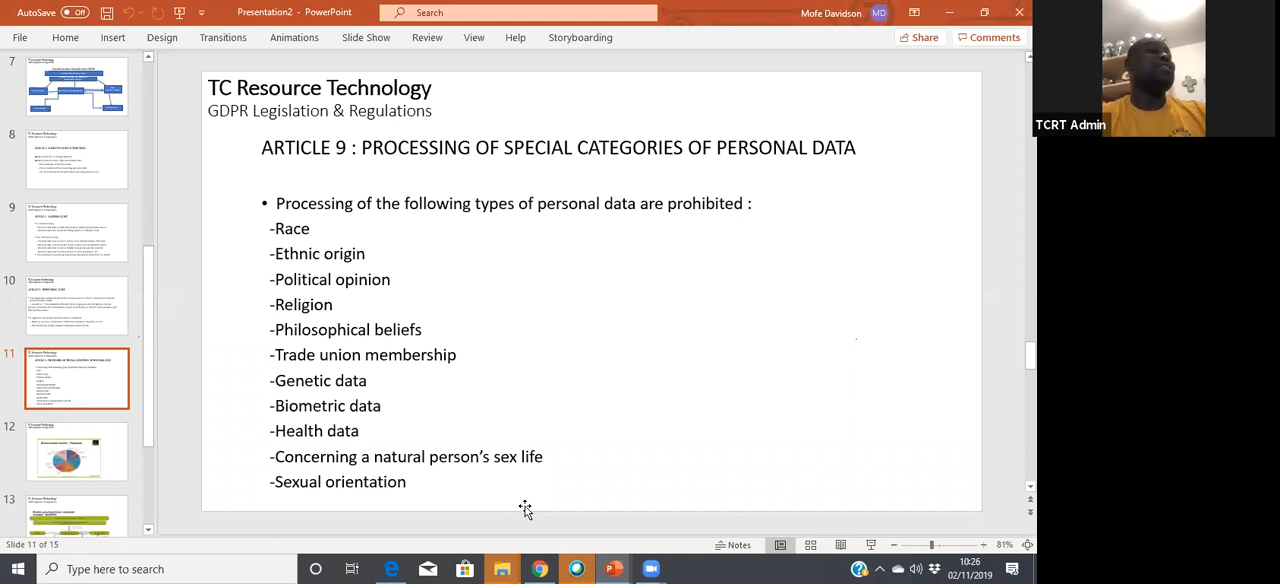 AutoSave Off
Presentation2 - PowerPoint
Search
Mofe Davidson MD
File Home Insert Design Transitions Animations Slide Show Review View Help Storyboarding
Share Comments
7
8
9
10
11
12
13
TC Resource Technology
GDPR Legislation & Regulations
ARTICLE 9 : PROCESSING OF SPECIAL CATEGORIES OF PERSONAL DATA
• Processing of the following types of personal data are prohibited :
-Race
-Ethnic origin
-Political opinion
-Religion
-Philosophical beliefs
-Trade union membership
-Genetic data
-Biometric data
-Health data
-Concerning a natural person's sex life
-Sexual orientation
TCRT Admin
Slide 11 of 15
Notes
81%
Type here to search
10:26
02/11/2019